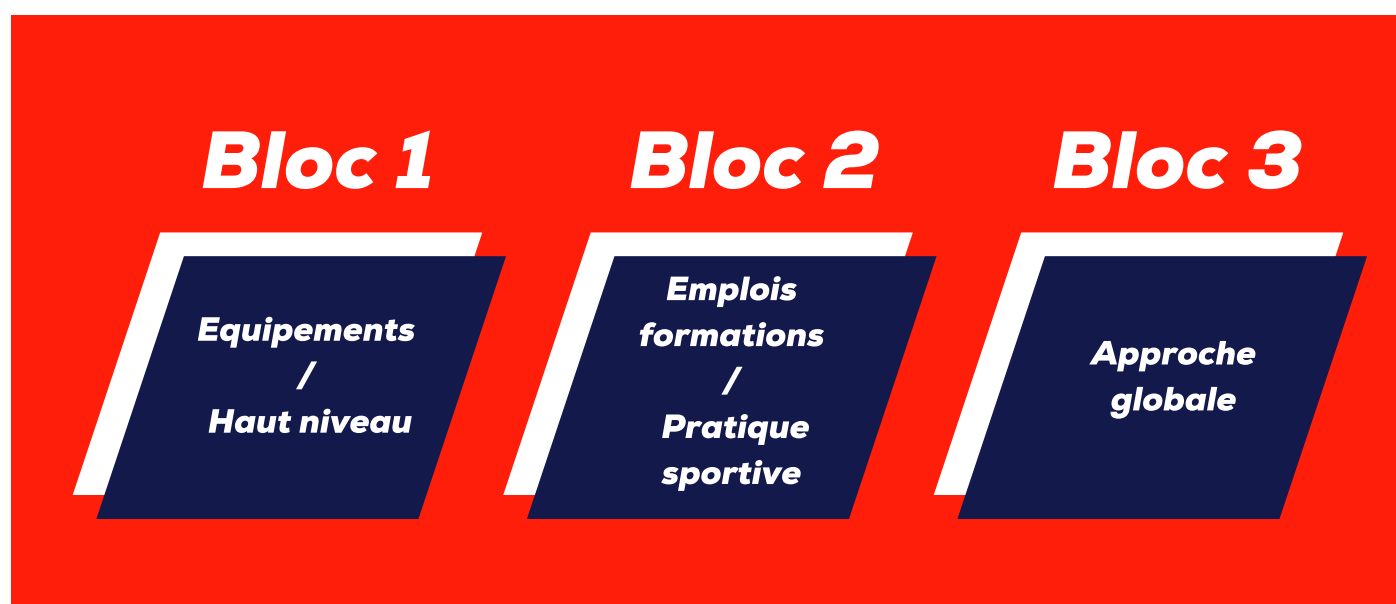 Bloc 1
Bloc 2
Bloc 3
Equipements
/
Haut niveau
Emplois
formations
/
Pratique
sportive
Approche
globale